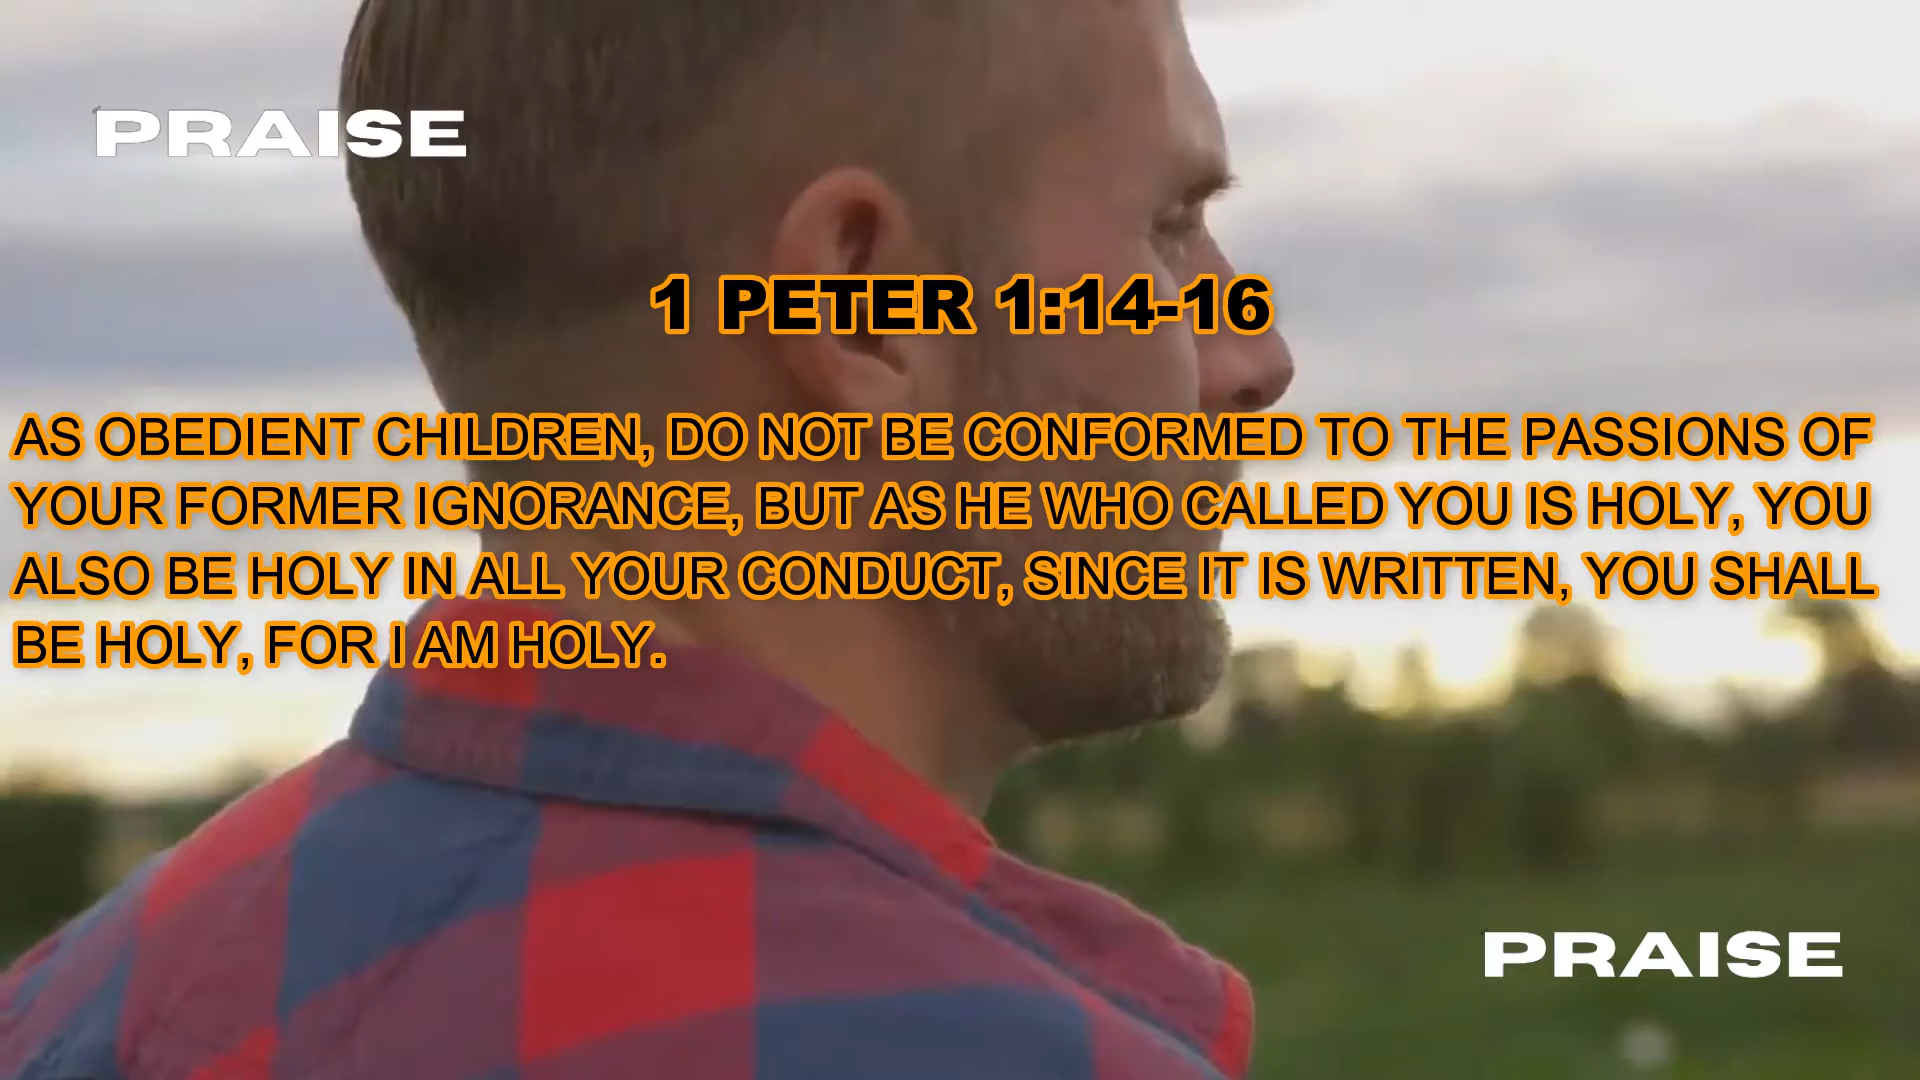 PRAISE
1 PETER 1:14-16
AS OBEDIENT CHILDREN, DO NOT BE CONFORMED TO THE PASSIONS OF
YOUR FORMER IGNORANCE, BUT AS HE WHO CALLED YOU IS HOLY, YOU
ALSO BE HOLY IN ALL YOUR CONDUCT, SINCE IT IS WRITTEN, YOU SHALL
BE HOLY, FOR I AM HOLY.
PRAISE